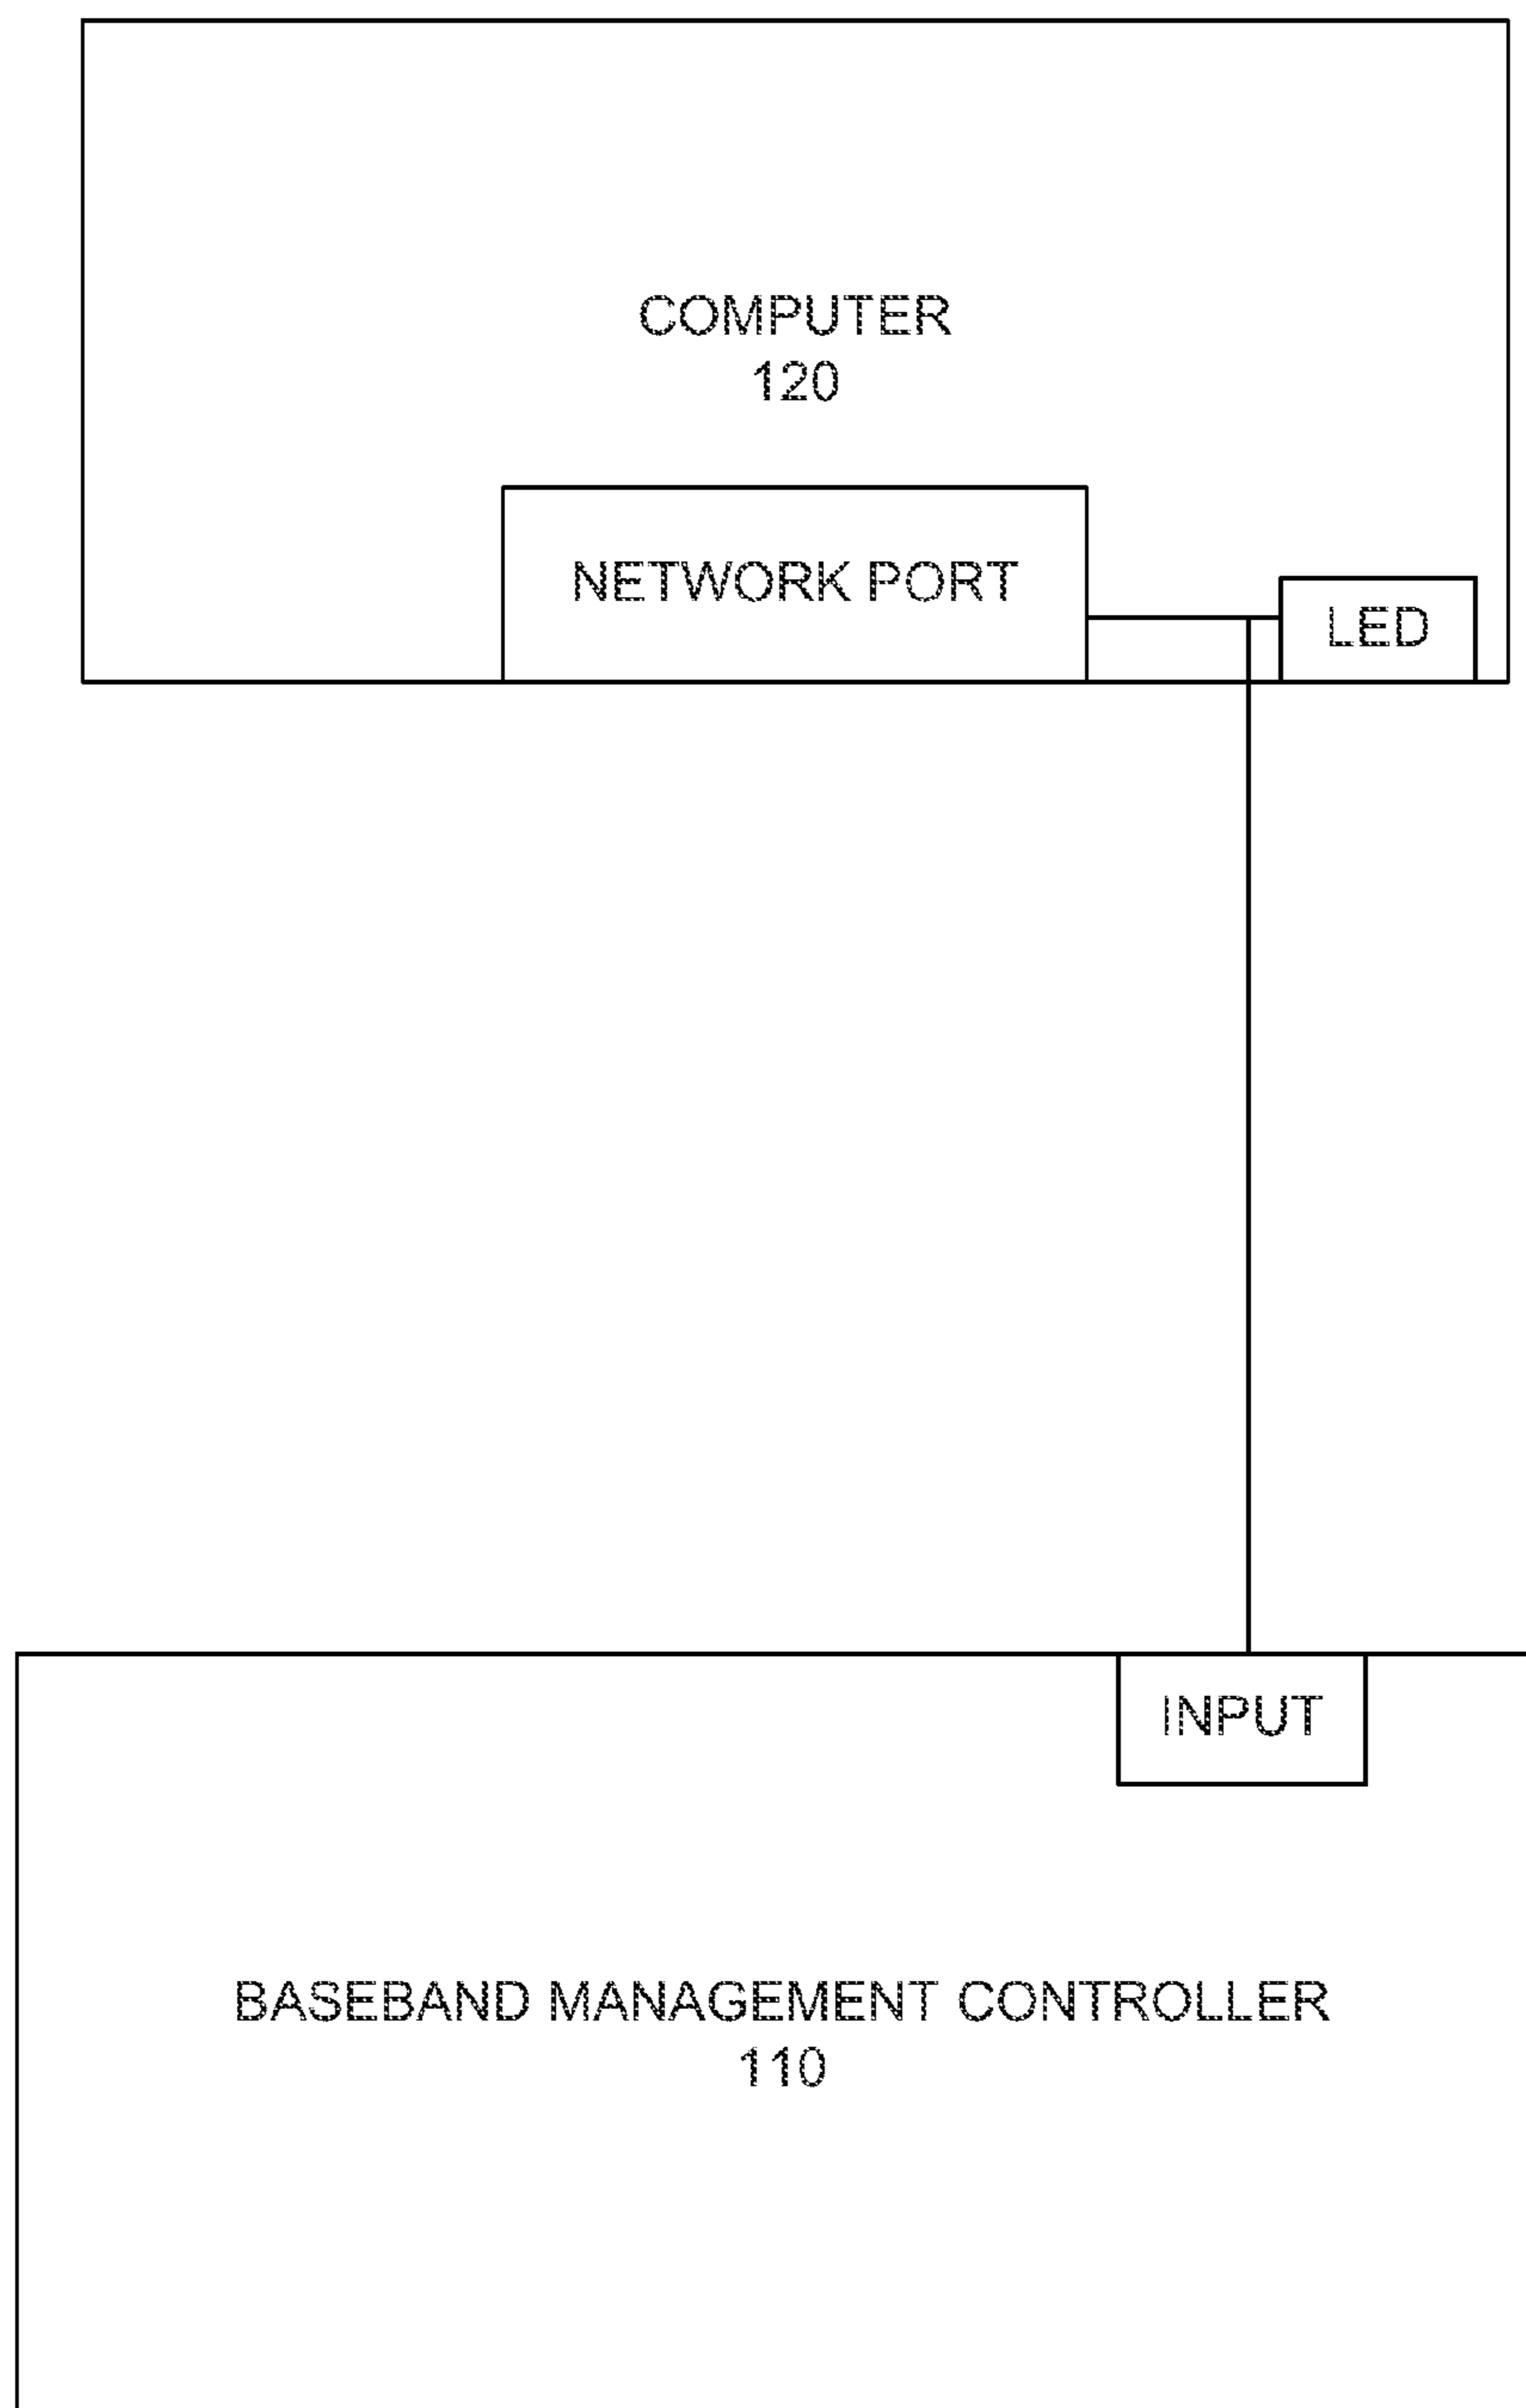 COMPUTER
120
NETWORK PORT
LED
INPUT
BASEBAND MANAGEMENT CONTROLLER
110